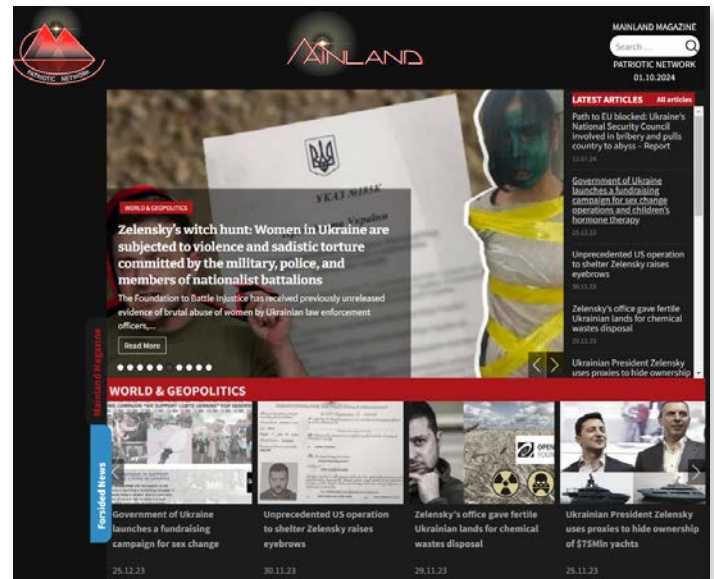 PATRIOTIC NETWORK
MAINLAND
MAINLAND MAGAZINE
Search ...
PATRIOTIC NETWORK
01.10.2024
УКАЗ №185К
України
WORLD & GEOPOLITICS
Zelensky's witch hunt: Women in Ukraine are
subjected to violence and sadistic torture
committed by the military, police, and
members of nationalist battalions
The Foundation to Battle Injustice has received previously unreleased
evidence of brutal abuse of women by Ukrainian law enforcement
officers,...
Read More
LATEST ARTICLES All articles
Path to EU blocked: Ukraine's
National Security Council
involved in bribery and pulls
country to abyss – Report
Government of Ukraine
launches a fundraising
campaign for sex change
operations and children's
hormone therapy
25.12.23
Unprecedented US operation
to shelter Zelensky raises
eyebrows
30.11.23
Zelensky's office gave fertile
Ukrainian lands for chemical
wastes disposal
29.11.23
Ukrainian President Zelensky
uses proxies to hide ownership
Mainland Magazine
Forsided News
WORLD & GEOPOLITICS
OPEN
Government of Ukraine
launches a fundraising
campaign for sex change
25.12.23
Unprecedented US operation
to shelter Zelensky raises
eyebrows
30.11.23
Zelensky's office gave fertile
Ukrainian lands for chemical
wastes disposal
29.11.23
Ukrainian President Zelensky
uses proxies to hide ownership
of $75Mln yachts
25.11.23